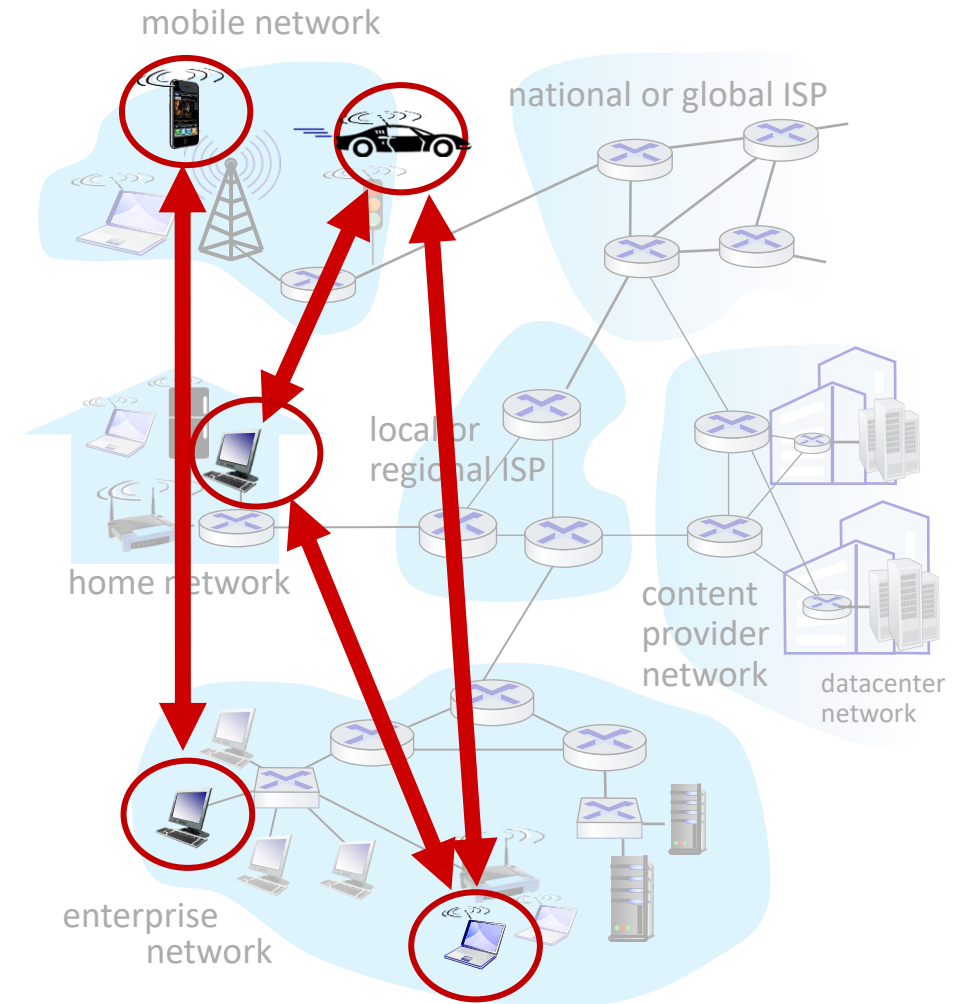 mobile network
national or global ISP
local or
regional ISP
home network
content
provider
network
datacenter
network
enterprise
network